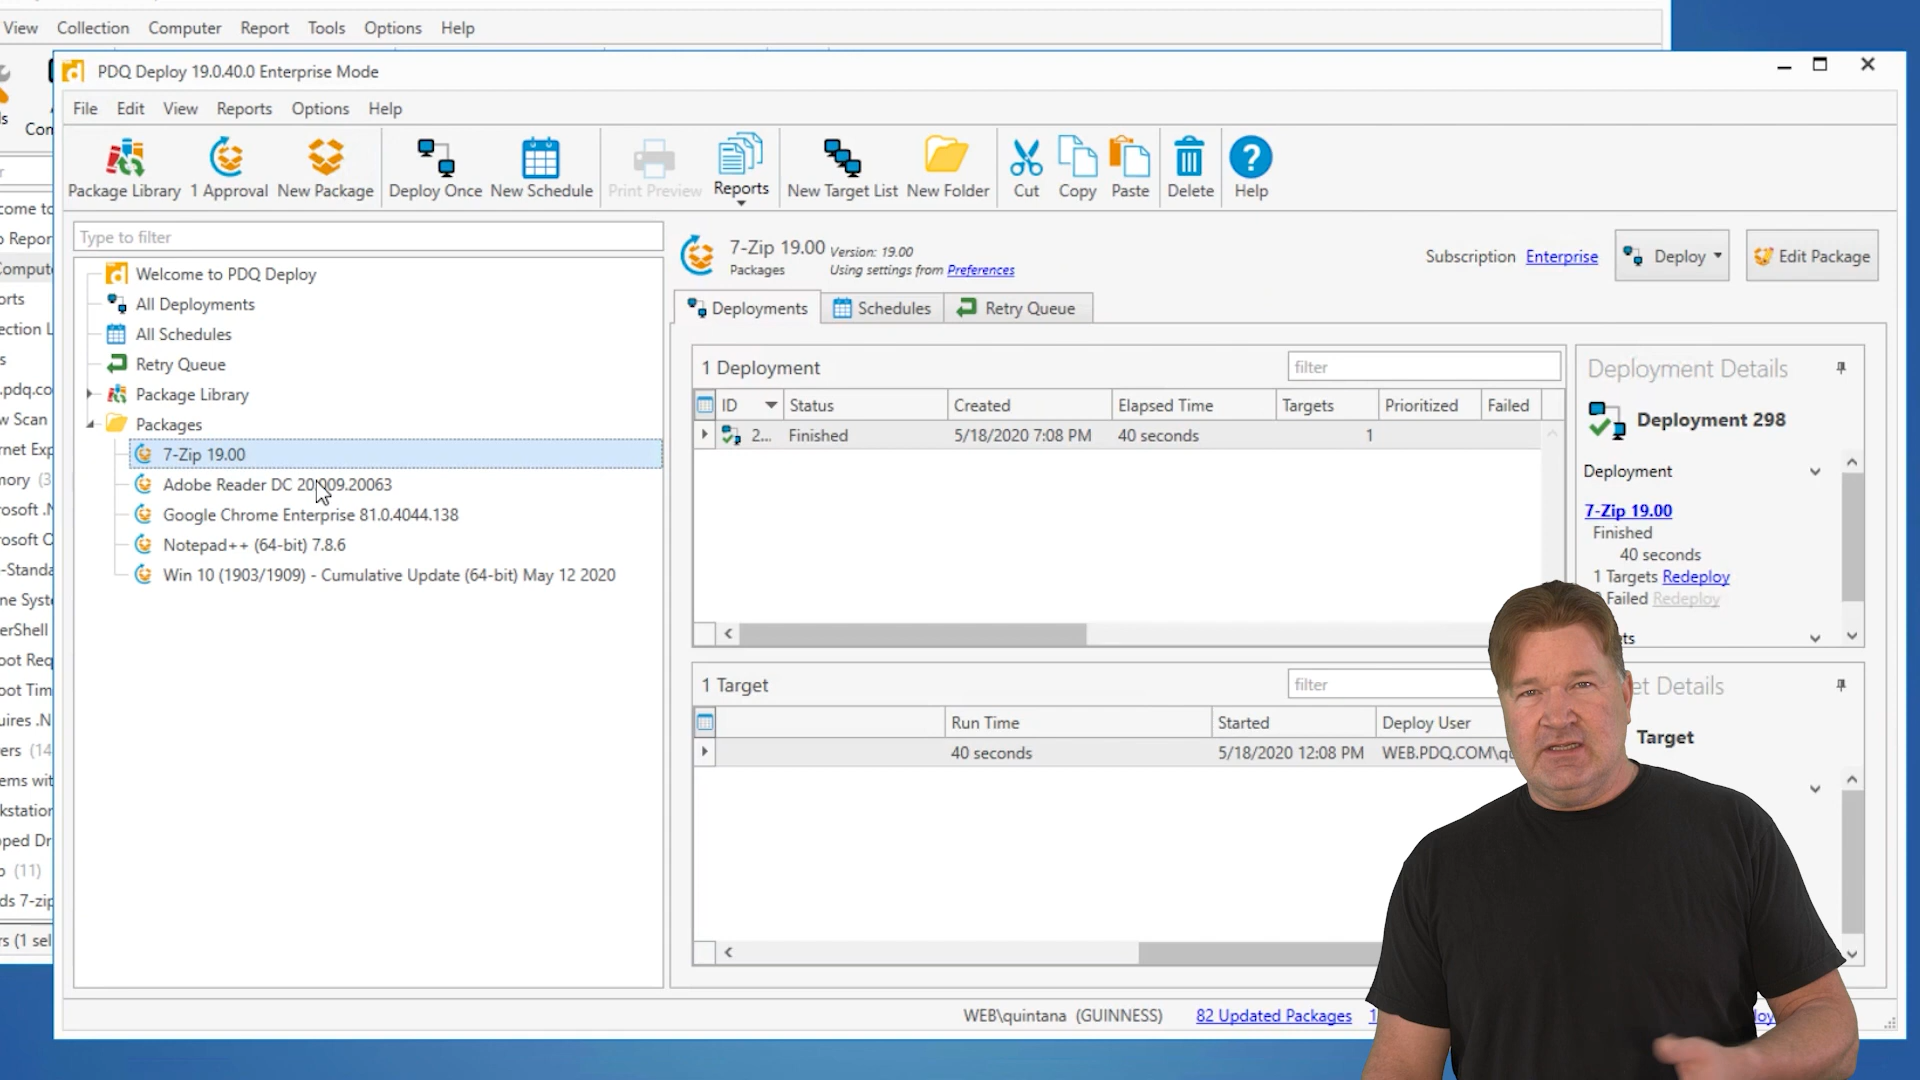 View Collection Computer Report Tools Options Help
PDQ Deploy 19.0.40.0 Enterprise Mode
File Edit View Reports Options Help
Package Library 1 Approval New Package Deploy Once New Schedule Print Preview Reports New Target List New Folder Cut Copy Paste Delete Help
Type to filter
Welcome to PDQ Deploy
All Deployments
All Schedules
Retry Queue
Package Library
Packages
7-Zip 19.00
Adobe Reader DC 20.009.20063
Google Chrome Enterprise 81.0.4044.138
Notepad++ (64-bit) 7.8.6
Win 10 (1903/1909) - Cumulative Update (64-bit) May 12 2020
7-Zip 19.00 Version: 19.00
Packages Using settings from Preferences
Subscription Enterprise Deploy Edit Package
Deployments Schedules Retry Queue
1 Deployment filter
ID Status Created Elapsed Time Targets Prioritized Failed
2... Finished 5/18/2020 7:08 PM 40 seconds 1
Deployment Details
Deployment 298
Deployment
7-Zip 19.00
Finished
40 seconds
1 Targets Redeploy
Failed Redeploy
1 Target filter
Run Time Started Deploy User
40 seconds 5/18/2020 12:08 PM WEB.PDQ.COM\qu
et Details
Target
WEB\quintana (GUINNESS) 82 Updated Packages 1